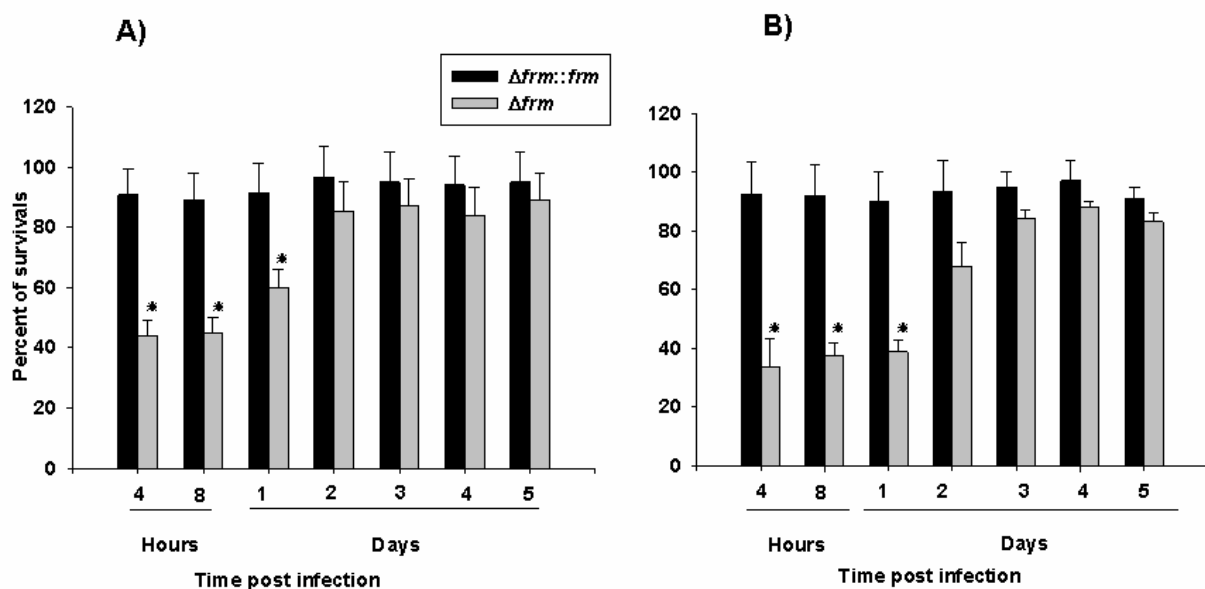 A)
Δfrm::frm
Δfrm
Percent of survivals
120
100
80
60
40
20
0
*
*
*
4 8 1 2 3 4 5
Hours Days
Time post infection
B)
120
100
80
60
40
20
0
*
*
*
4 8 1 2 3 4 5
Hours Days
Time post infection